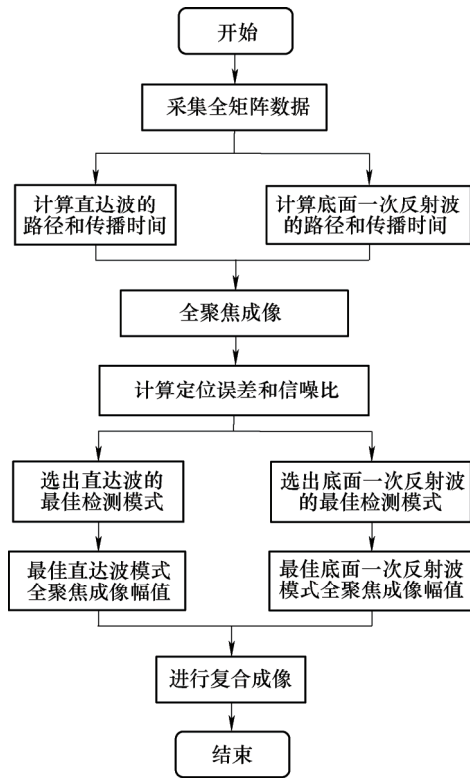 开始
采集全矩阵数据
计算直达波的
路径和传播时间
计算底面一次反射波
的路径和传播时间
全聚焦成像
计算定位误差和信噪比
选出直达波的
最佳检测模式
选出底面一次反射波
的最佳检测模式
最佳直达波模式
全聚焦成像幅值
最佳底面一次反射波
模式全聚焦成像幅值
进行复合成像
结束